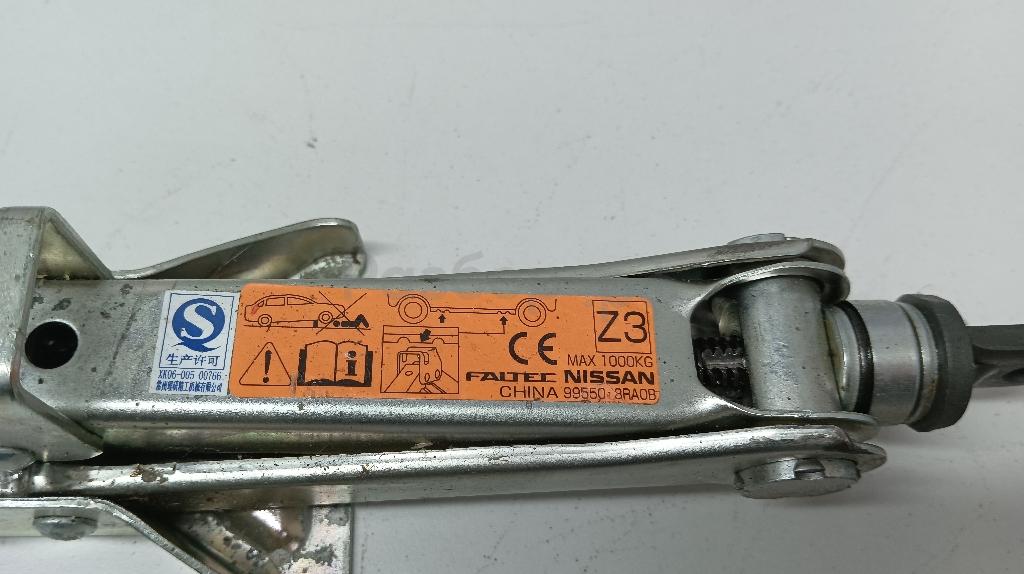 S
生产许可
XK06-005 00766
Z3
CE
MAX 1000KG
FALTEC NISSAN
CHINA 99550-3RA0B